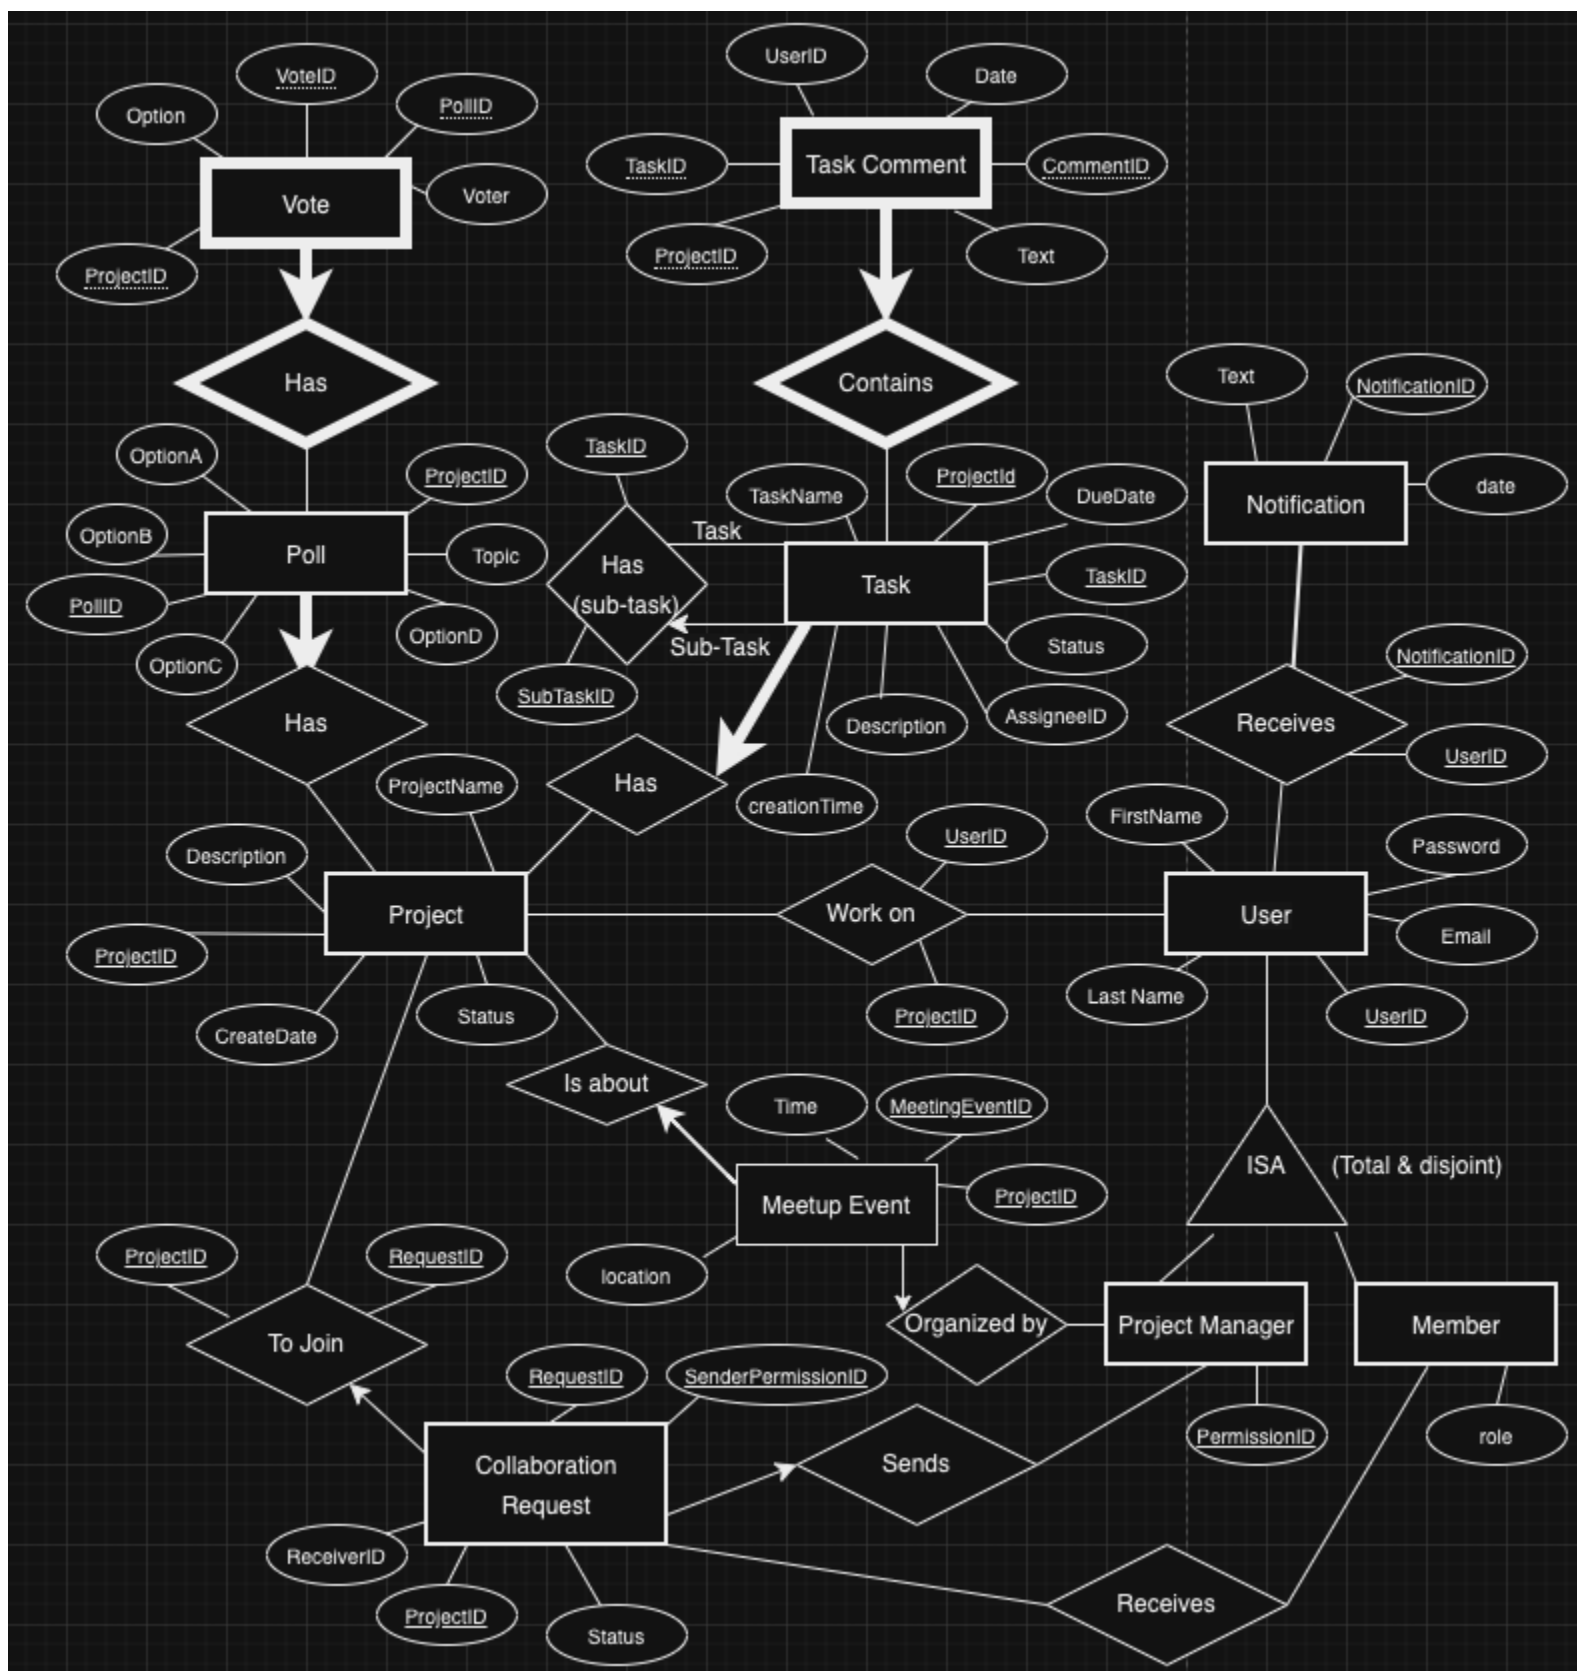 UserID
VoteID
Date
PollID
Option
TaskID
Task Comment
CommentID
Vote
Voter
ProjectID
ProjectID
Text
Has
Contains
Text
NotificationID
OptionA
TaskID
ProjectID
TaskName
ProjectId
DueDate
date
Notification
OptionB
Poll
Topic
Task
Has
(sub-task)
Task
TaskID
PollID
OptionC
OptionD
Sub-Task
Status
NotificationID
SubTaskID
Description
AssigneeID
Has
Receives
UserID
ProjectName
Has
creationTime
FirstName
UserID
Password
Description
Project
Work on
User
Email
ProjectID
Last Name
CreateDate
Status
ProjectID
UserID
Is about
Time
MeetingEventID
ISA
(Total & disjoint)
Meetup Event
ProjectID
ProjectID
RequestID
location
To Join
Organized by
Project Manager
Member
RequestID
SenderPermissionID
PermissionID
role
Collaboration
Request
Sends
ReceiverID
ProjectID
Status
Receives